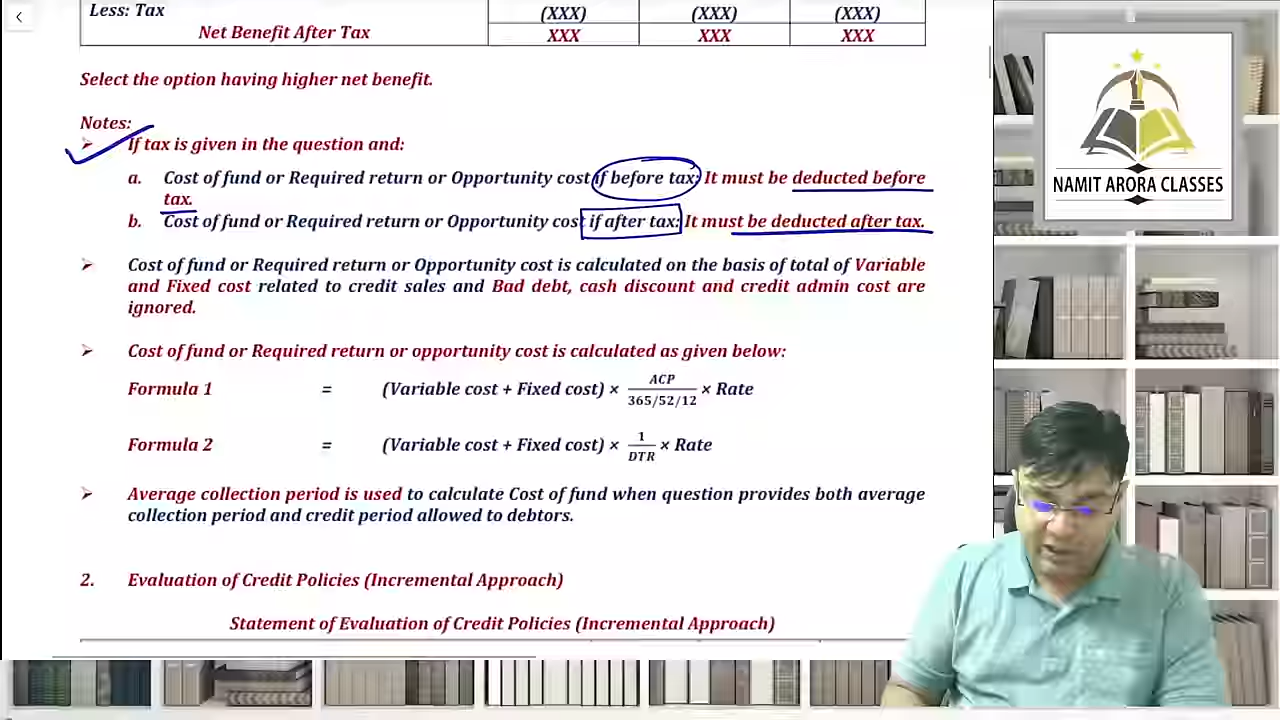 Less: Tax (XXX) (XXX) (XXX)
Net Benefit After Tax XXX XXX XXX
Select the option having higher net benefit.
Notes:
➢ If tax is given in the question and:
a. Cost of fund or Required return or Opportunity cost if before tax: It must be deducted before
tax.
b. Cost of fund or Required return or Opportunity cost if after tax: It must be deducted after tax.
➢ Cost of fund or Required return or Opportunity cost is calculated on the basis of total of Variable
and Fixed cost related to credit sales and Bad debt, cash discount and credit admin cost are
ignored.
➢ Cost of fund or Required return or opportunity cost is calculated as given below:
Formula 1 = (Variable cost + Fixed cost) × ACP / 365/52/12 × Rate
Formula 2 = (Variable cost + Fixed cost) × 1 / DTR × Rate
➢ Average collection period is used to calculate Cost of fund when question provides both average
collection period and credit period allowed to debtors.
2. Evaluation of Credit Policies (Incremental Approach)
Statement of Evaluation of Credit Policies (Incremental Approach)
NAMIT ARORA CLASSES